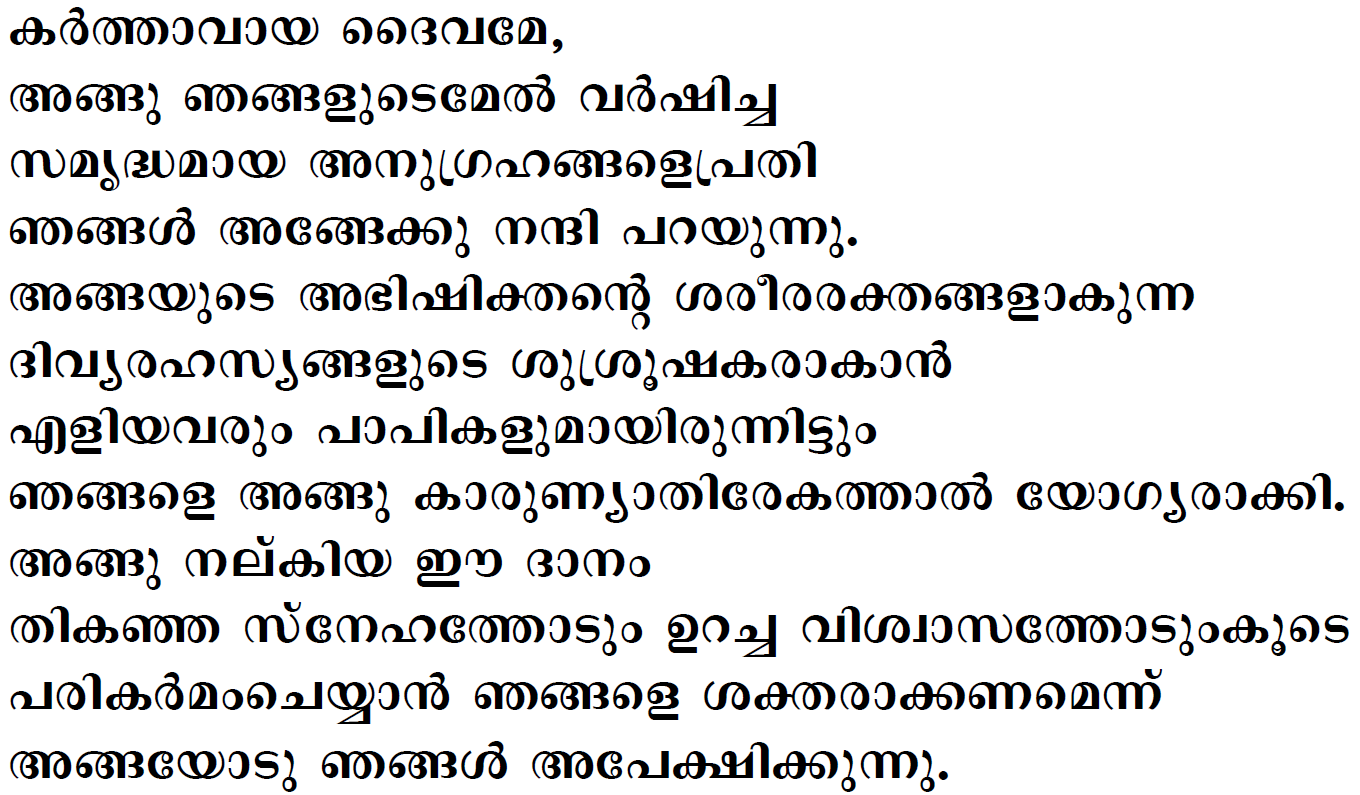 കർത്താവായ ദൈവമേ,
അങ്ങു ഞങ്ങളുടെമേൽ വർഷിച്ച
സമൃദ്ധമായ അനുഗ്രഹങ്ങളെപ്രതി
ഞങ്ങൾ അങ്ങേക്കു നന്ദി പറയുന്നു.
അങ്ങയുടെ അഭിഷിക്തന്റെ ശരീരരക്തങ്ങളാകുന്ന
ദിവ്യരഹസ്യങ്ങളുടെ ശുശ്രൂഷകരാകാൻ
എളിയവരും പാപികളുമായിരുന്നിട്ടും
ഞങ്ങളെ അങ്ങു കാരുണ്യാതിരേകത്താൽ യോഗ്യരാക്കി.
അങ്ങു നല്കിയ ഈ ദാനം
തികഞ്ഞ സ്നേഹത്തോടും ഉറച്ച വിശ്വാസത്തോടുംകൂടെ
പരികർമംചെയ്യാൻ ഞങ്ങളെ ശക്തരാക്കണമെന്ന്
അങ്ങയോടു ഞങ്ങൾ അപേക്ഷിക്കുന്നു.